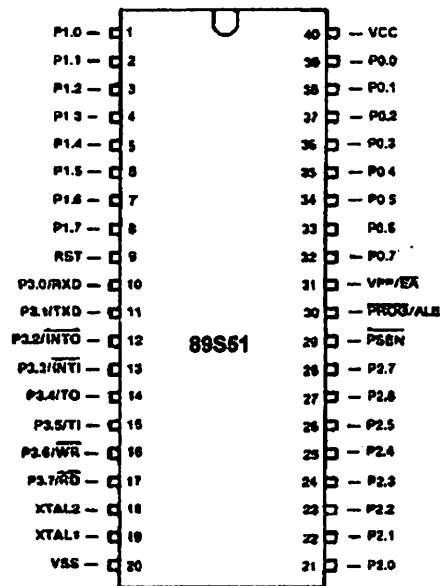 P1.0 1 40 VCC
P1.1 2 39 P0.0
P1.2 3 38 P0.1
P1.3 4 37 P0.2
P1.4 5 36 P0.3
P1.5 6 35 P0.4
P1.6 7 34 P0.5
P1.7 8 33 P0.6
RST 9 32 P0.7
P3.0/RXD 10 31 VPP/EA
P3.1/TXD 11 30 PROG/ALE
P3.2/INTO 12 29 PSEN
89S51
P3.3/INTI 13 28 P2.7
P3.4/TO 14 27 P2.6
P3.5/TI 15 26 P2.5
P3.6/WR 16 25 P2.4
P3.7/RD 17 24 P2.3
XTAL2 18 23 P2.2
XTAL1 19 22 P2.1
VSS 20 21 P2.0